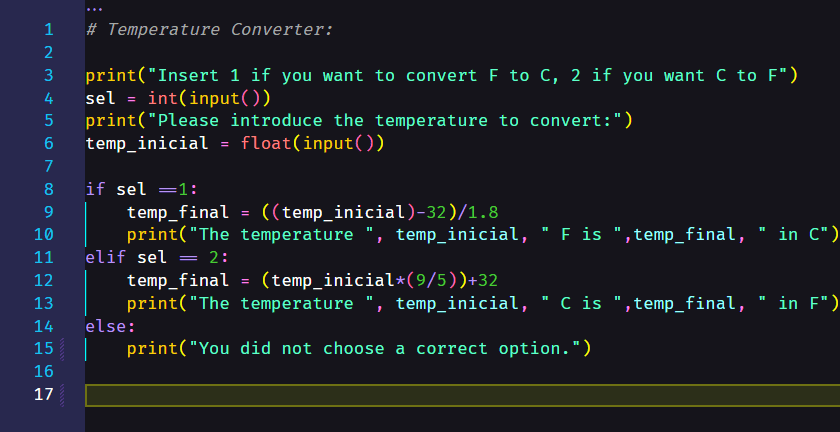 ...
1 # Temperature Converter:
2
3 print("Insert 1 if you want to convert F to C, 2 if you want C to F")
4 sel = int(input())
5 print("Please introduce the temperature to convert:")
6 temp_inicial = float(input())
7
8 if sel ==1:
9     temp_final = ((temp_inicial)-32)/1.8
10     print("The temperature ", temp_inicial, " F is ",temp_final, " in C")
11 elif sel == 2:
12     temp_final = (temp_inicial*(9/5))+32
13     print("The temperature ", temp_inicial, " C is ",temp_final, " in F")
14 else:
15     print("You did not choose a correct option.")
16
17